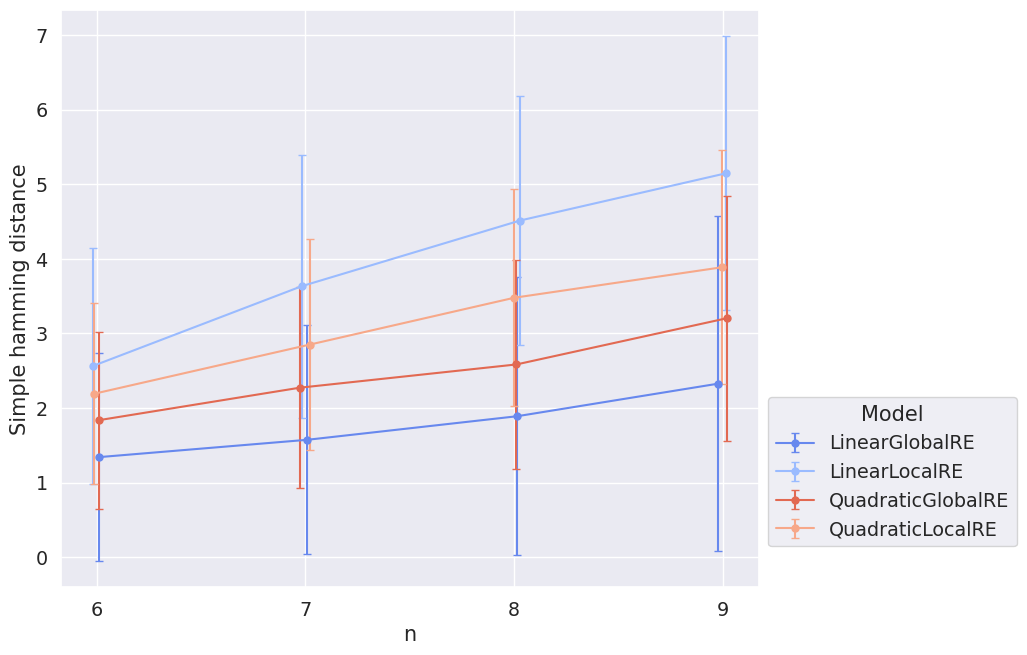 7
6
5
4
3
2
1
0
Simple hamming distance
6 7 8 9
n
Model
LinearGlobalRE
LinearLocalRE
QuadraticGlobalRE
QuadraticLocalRE